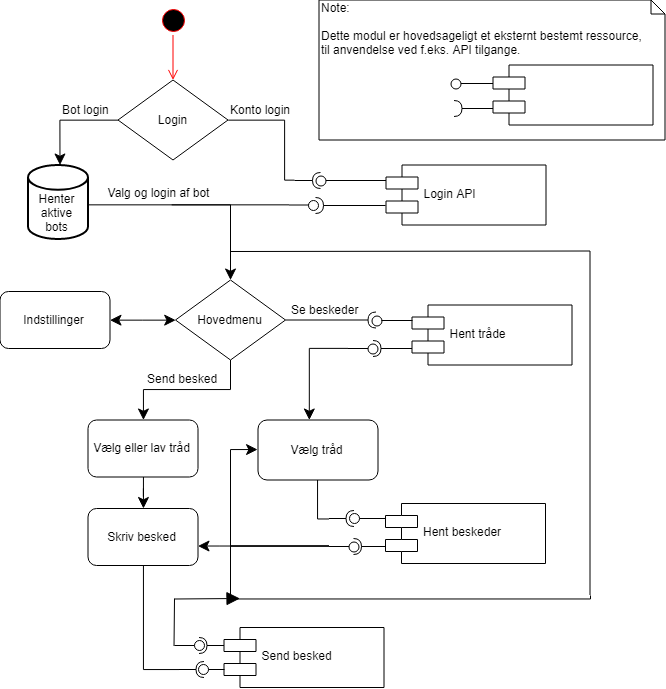 Note:
Dette modul er hovedsageligt et eksternt bestemt ressource,
til anvendelse ved f.eks. API tilgange.
Bot login
Login
Konto login
Henter
aktive
bots
Valg og login af bot
Login API
Indstillinger
Hovedmenu
Se beskeder
Hent tråde
Send besked
Vælg eller lav tråd
Vælg tråd
Skriv besked
Hent beskeder
Send besked